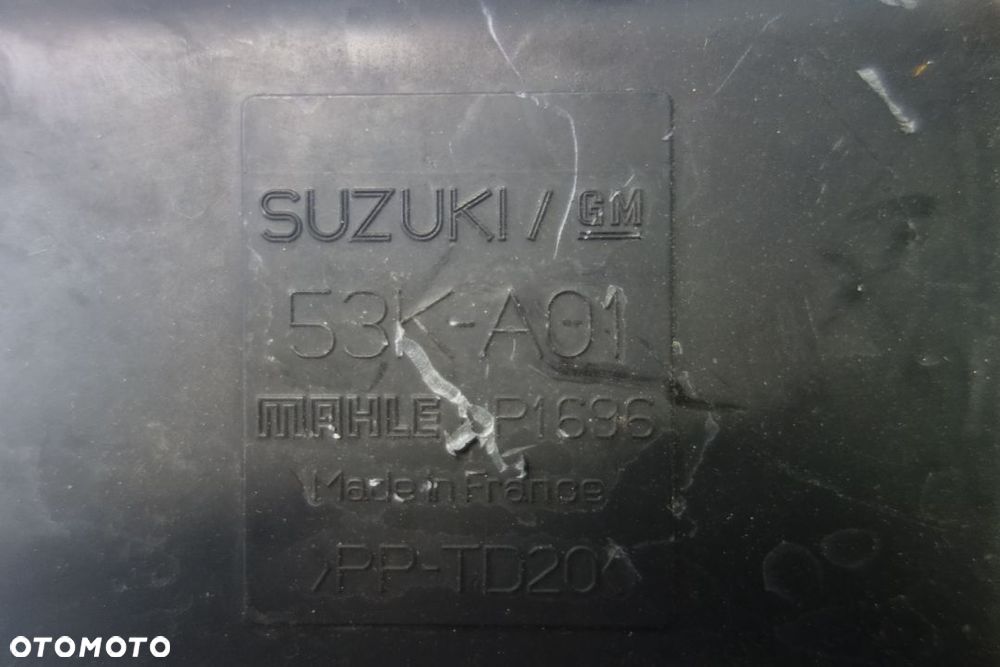 SUZUKI / GM
53K-A01
MAHLE P1686
Made in France
>PP-TD20<
OTOMOTO